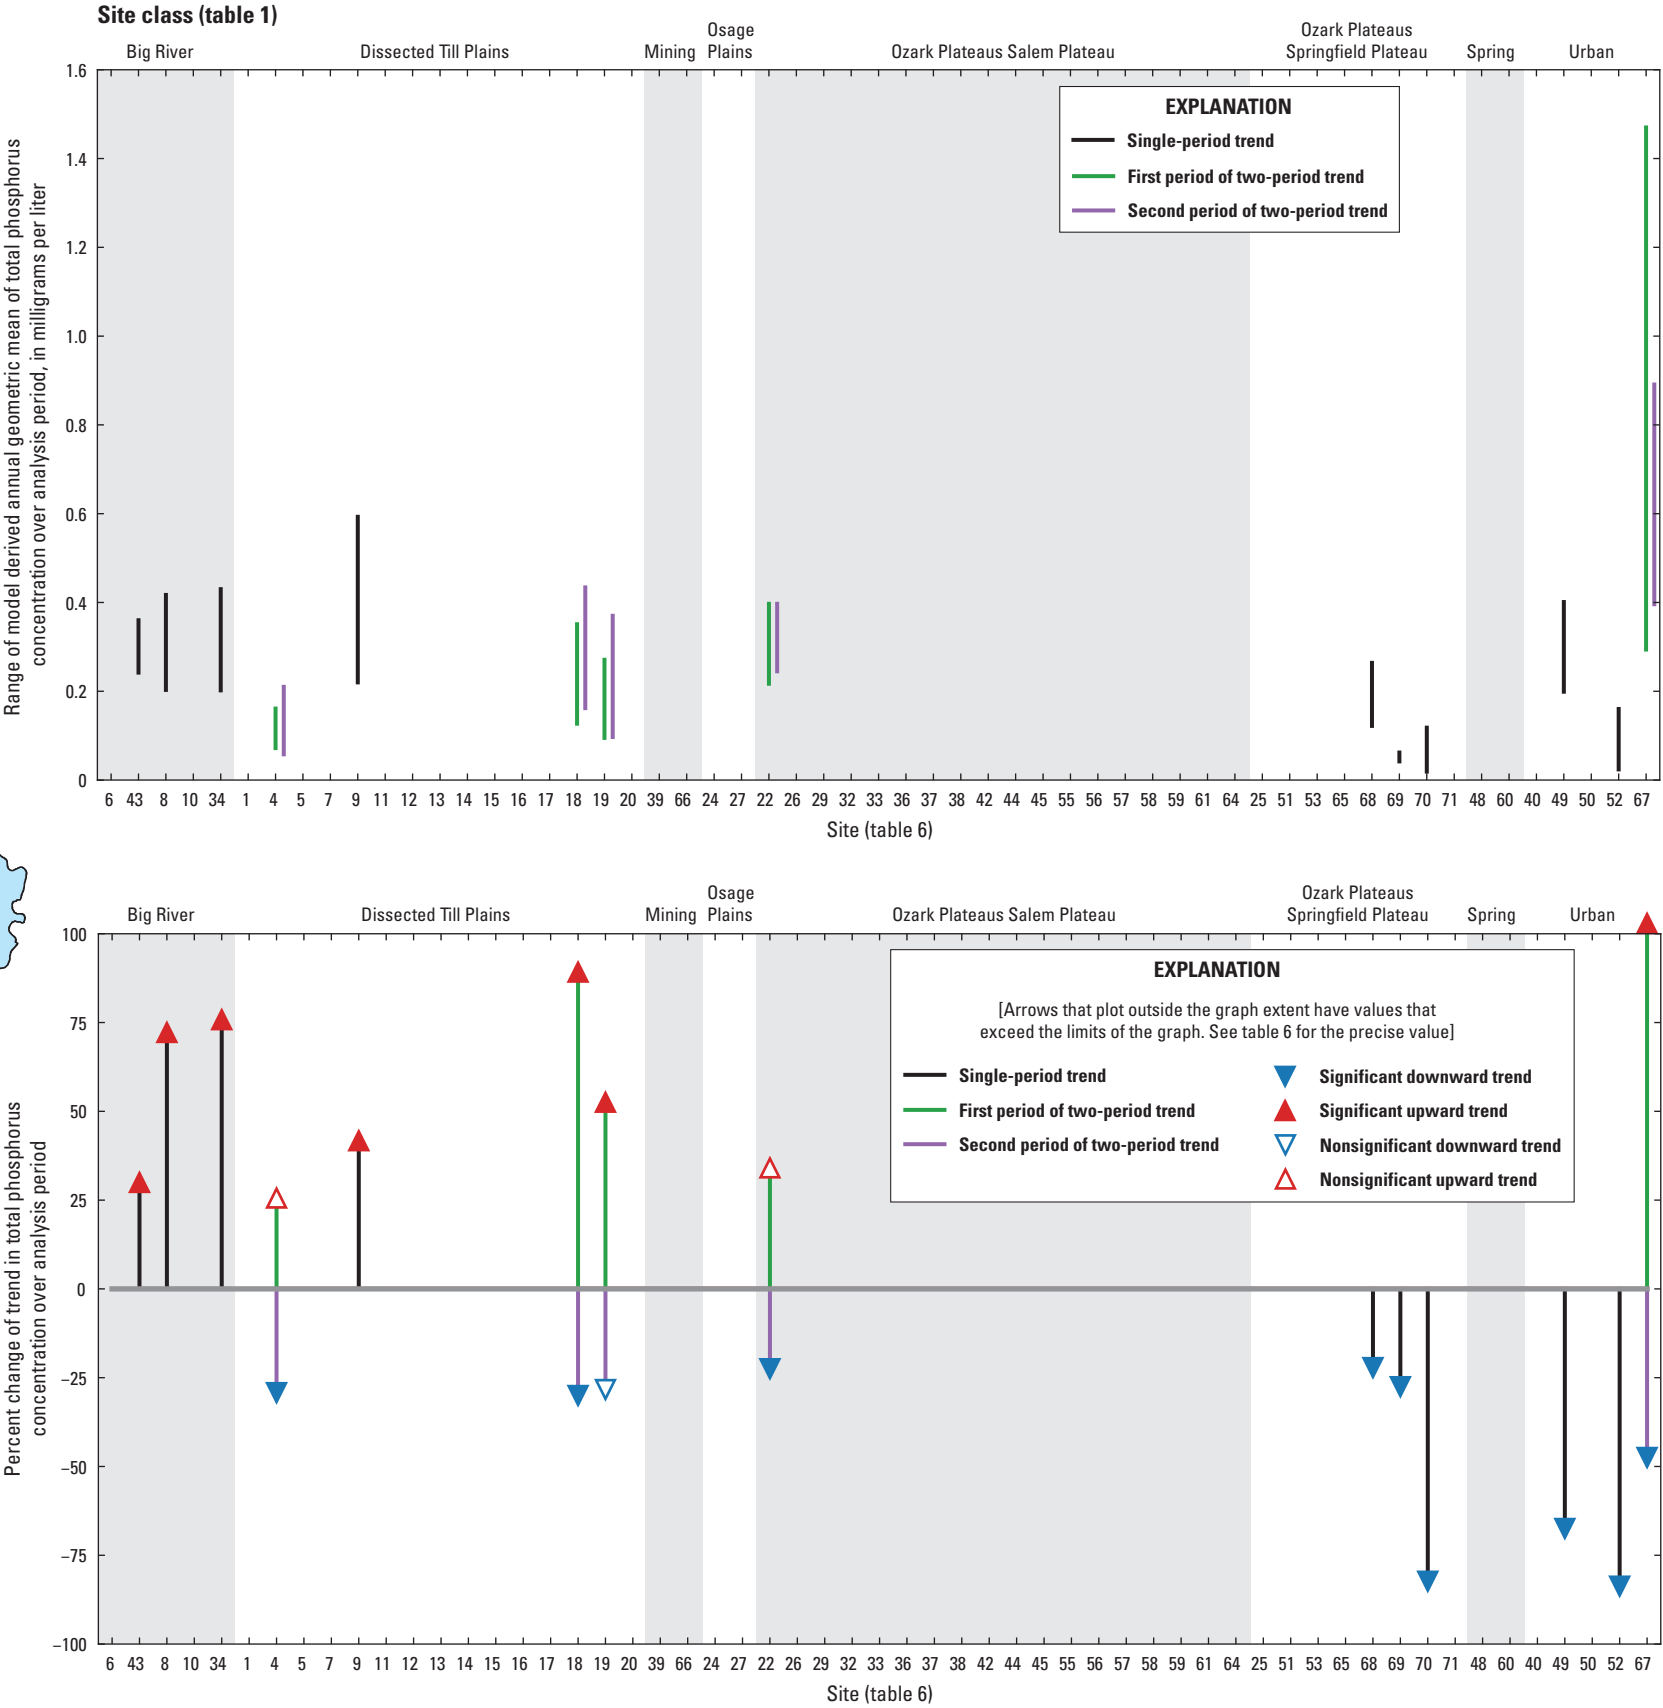 Site class (table 1)
Big River
Dissected Till Plains
Mining
Osage
Plains
Ozark Plateaus Salem Plateau
Ozark Plateaus
Springfield Plateau
Spring
Urban
Range of model derived annual geometric mean of total phosphorus
concentration over analysis period, in milligrams per liter
1.6
1.4
1.2
1.0
0.8
0.6
0.4
0.2
0
EXPLANATION
Single-period trend
First period of two-period trend
Second period of two-period trend
6 43 8 10 34 1 4 5 7 9 11 12 13 14 15 16 17 18 19 20 39 66 24 27 22 26 29 32 33 36 37 38 42 44 45 55 56 57 58 59 61 64 25 51 53 65 68 69 70 71 48 60 40 49 50 52 67
Site (table 6)
Big River
Dissected Till Plains
Mining
Osage
Plains
Ozark Plateaus Salem Plateau
Ozark Plateaus
Springfield Plateau
Spring
Urban
Percent change of trend in total phosphorus
concentration over analysis period
100
75
50
25
0
−25
−50
−75
−100
EXPLANATION
[Arrows that plot outside the graph extent have values that
exceed the limits of the graph. See table 6 for the precise value]
Single-period trend
First period of two-period trend
Second period of two-period trend
Significant downward trend
Significant upward trend
Nonsignificant downward trend
Nonsignificant upward trend
6 43 8 10 34 1 4 5 7 9 11 12 13 14 15 16 17 18 19 20 39 66 24 27 22 26 29 32 33 36 37 38 42 44 45 55 56 57 58 59 61 64 25 51 53 65 68 69 70 71 48 60 40 49 50 52 67
Site (table 6)